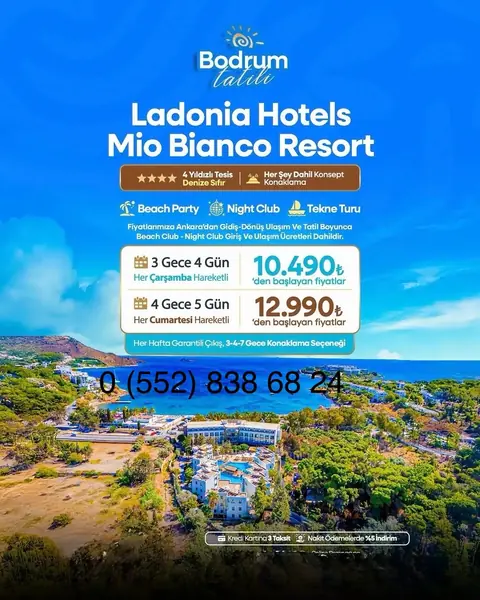 Bodrum
tatili
Ladonia Hotels
Mio Bianco Resort
4 Yıldızlı Tesis
Denize Sıfır
Her Şey Dahil Konsept
Konaklama
Beach Party
Night Club
Tekne Turu
Fiyatlarımıza Ankara'dan Gidiş-Dönüş Ulaşım Ve Tatil Boyunca
Beach Club - Night Club Giriş Ve Ulaşım Ücretleri Dahildir.
3 Gece 4 Gün
Her Çarşamba Hareketli
10.490₺
'den başlayan fiyatlar
4 Gece 5 Gün
Her Cumartesi Hareketli
12.990₺
'den başlayan fiyatlar
Her Hafta Garantili Çıkış, 3-4-7 Gece Konaklama Seçeneği
0 (552) 838 68 24
Kredi Kartına 3 Taksit
Nakit Ödemelerde %5 İndirim